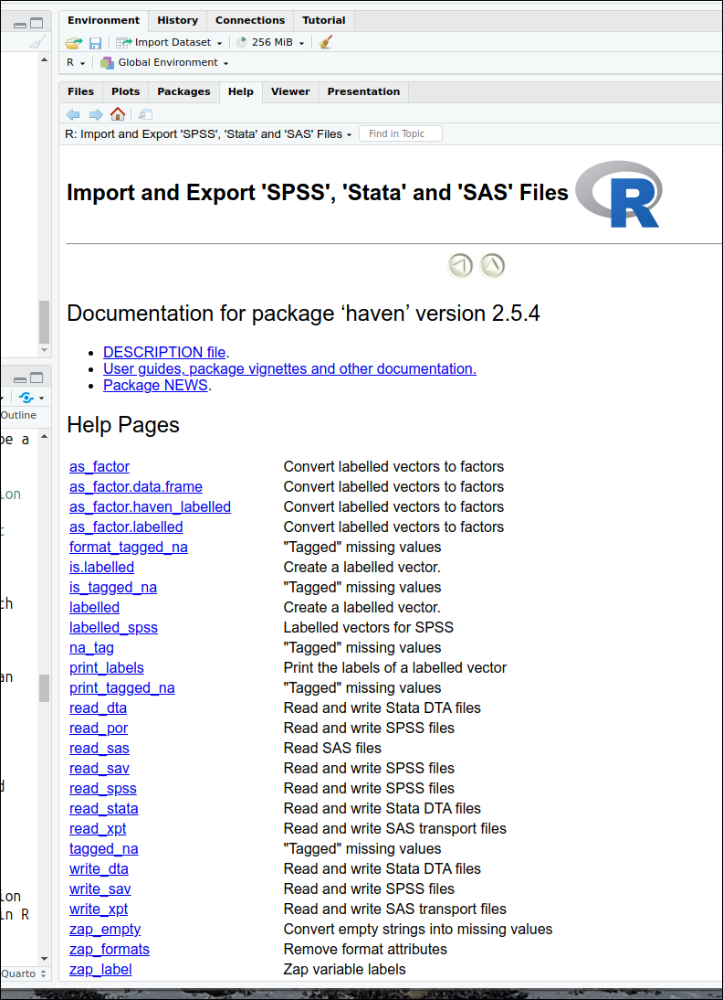 Environment History Connections Tutorial
Import Dataset 256 MiB
R Global Environment
Files Plots Packages Help Viewer Presentation
R: Import and Export 'SPSS', 'Stata' and 'SAS' Files Find in Topic
Import and Export 'SPSS', 'Stata' and 'SAS' Files R
Documentation for package ‘haven’ version 2.5.4
• DESCRIPTION file.
• User guides, package vignettes and other documentation.
• Package NEWS.
Help Pages
as_factor Convert labelled vectors to factors
as_factor.data.frame Convert labelled vectors to factors
as_factor.haven_labelled Convert labelled vectors to factors
as_factor.labelled Convert labelled vectors to factors
format_tagged_na "Tagged" missing values
is.labelled Create a labelled vector.
is_tagged_na "Tagged" missing values
labelled Create a labelled vector.
labelled_spss Labelled vectors for SPSS
na_tag "Tagged" missing values
print_labels Print the labels of a labelled vector
print_tagged_na "Tagged" missing values
read_dta Read and write Stata DTA files
read_por Read and write SPSS files
read_sas Read SAS files
read_sav Read and write SPSS files
read_spss Read and write SPSS files
read_stata Read and write Stata DTA files
read_xpt Read and write SAS transport files
tagged_na "Tagged" missing values
write_dta Read and write Stata DTA files
write_sav Read and write SPSS files
write_xpt Read and write SAS transport files
zap_empty Convert empty strings into missing values
zap_formats Remove format attributes
zap_label Zap variable labels
Outline
a
in R
Quarto